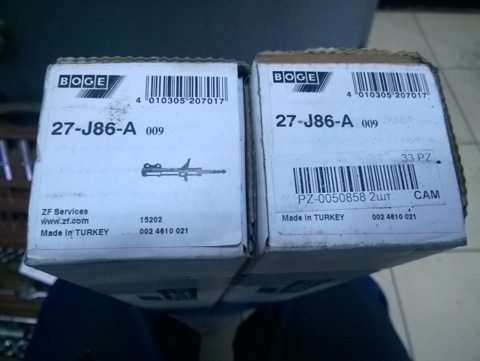 BOGE
4 010305 207017
27-J86-A 009
ZF Services
www.zf.com
15202
Made in TURKEY
002 4610 021
BOGE
4 010305 207017
27-J86-A 009
33 PZ
PZ-0050858 2шт
CAM
Made in TURKEY
002 4610 021